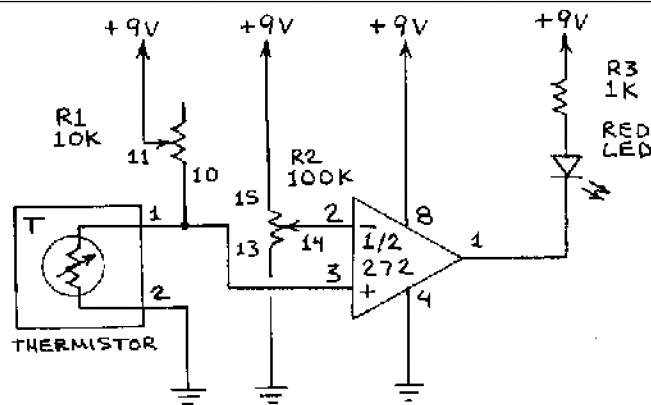 +9V
+9V
+9V
+9V
R1
10K
11
10
R2
100K
15
14
13
R3
1K
RED
LED
T
1
2
THERMISTOR
2
3
-
1/2
272
+
8
4
1